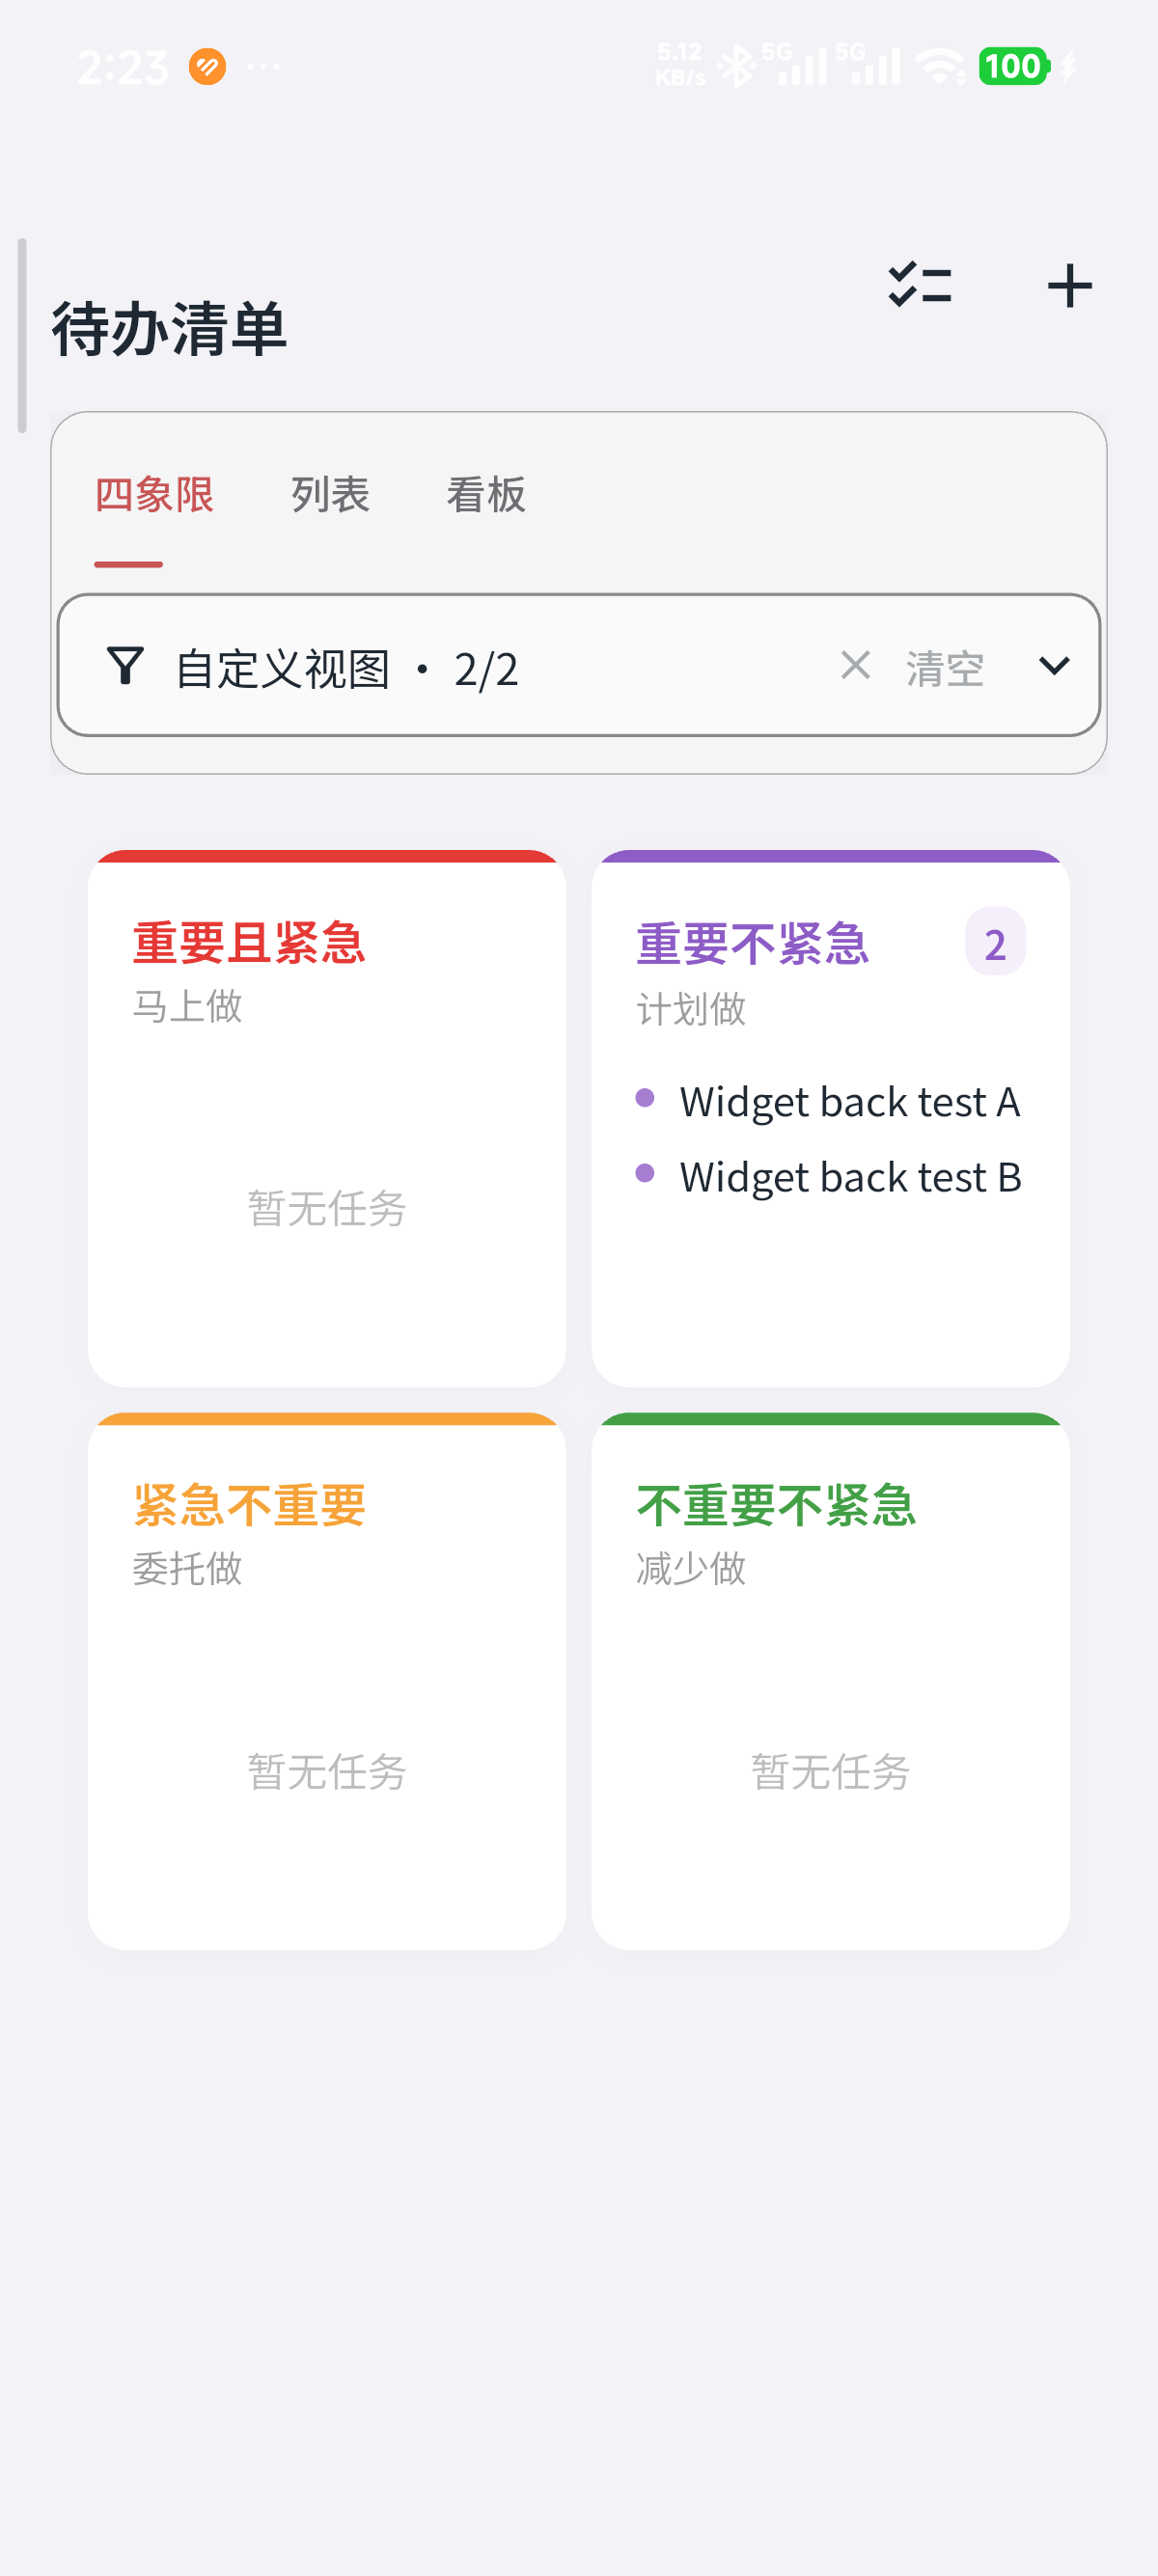 2:23 ... 5.12 KB/s 5G 5G 100
待办清单
四象限 列表 看板
自定义视图 · 2/2 清空
重要且紧急
马上做
暂无任务
重要不紧急 2
计划做
Widget back test A
Widget back test B
紧急不重要
委托做
暂无任务
不重要不紧急
减少做
暂无任务